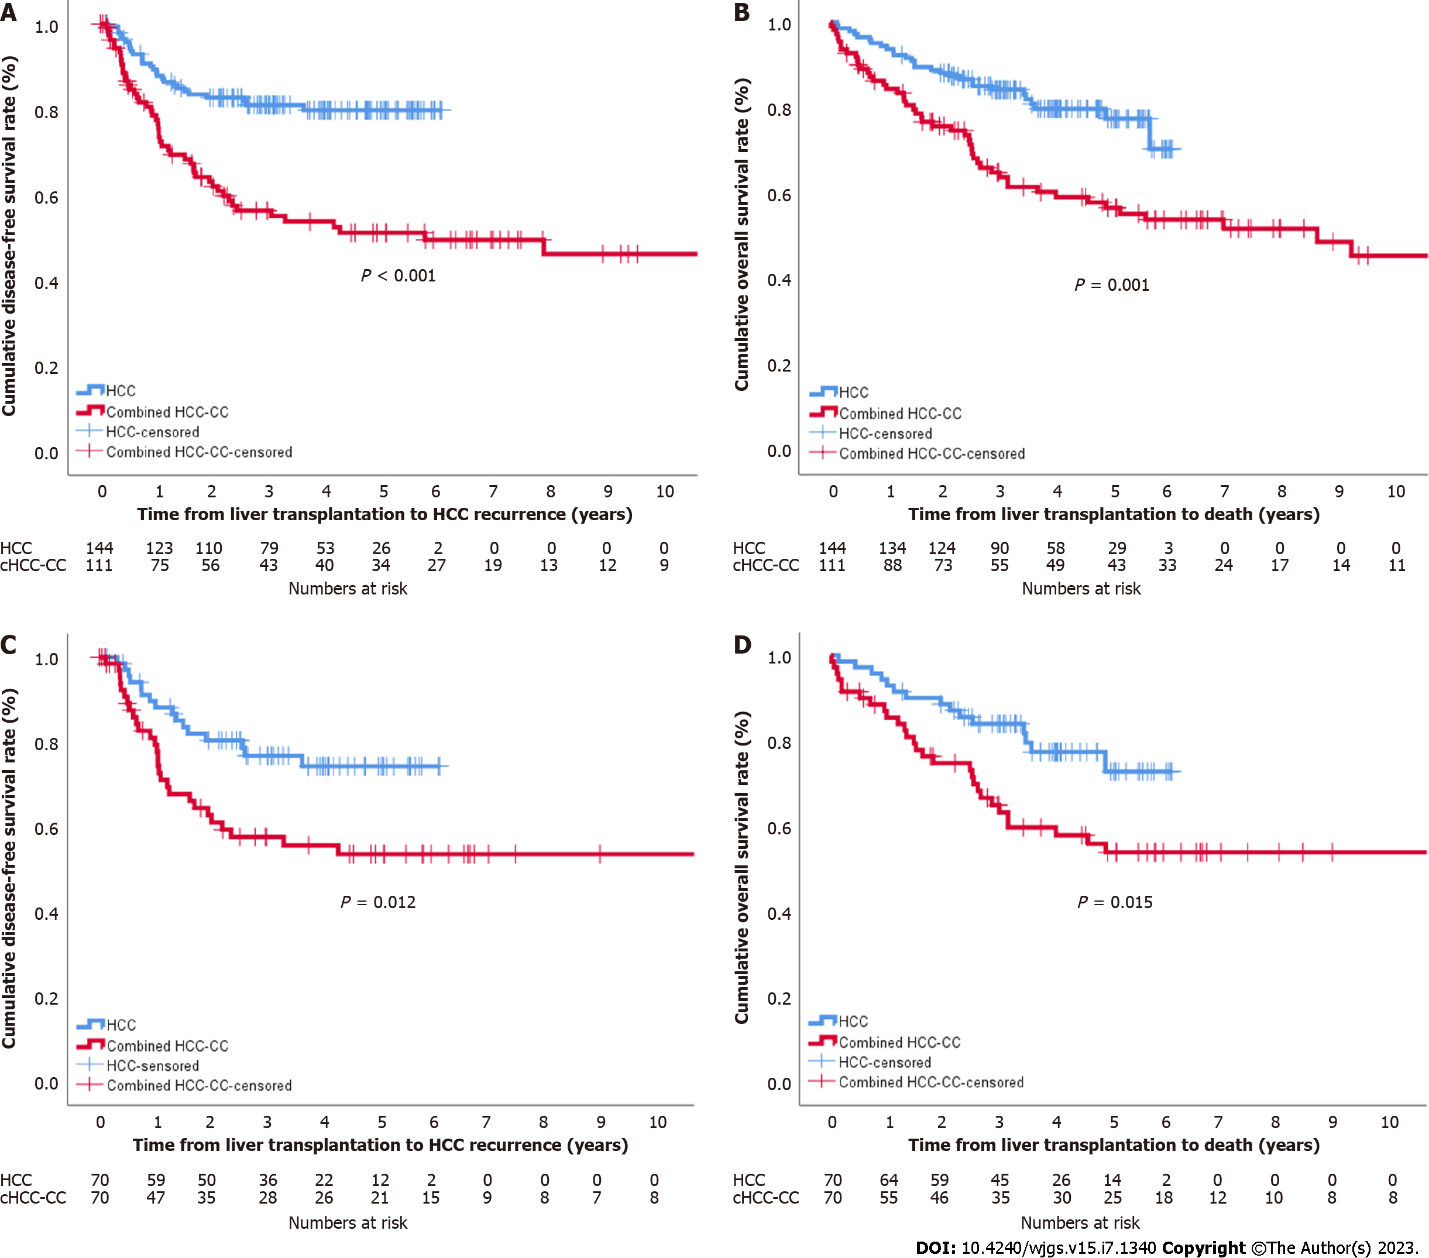 A
Cumulative disease-free survival rate (%)
1.0
0.8
0.6
0.4
0.2
0.0
P < 0.001
HCC
Combined HCC-CC
HCC-censored
Combined HCC-CC-censored
0 1 2 3 4 5 6 7 8 9 10
Time from liver transplantation to HCC recurrence (years)
HCC 144 123 110 79 53 26 2 0 0 0 0
cHCC-CC 111 75 56 43 40 34 27 19 13 12 9
Numbers at risk
B
Cumulative overall survival rate (%)
1.0
0.8
0.6
0.4
0.2
0.0
P = 0.001
HCC
Combined HCC-CC
HCC-censored
Combined HCC-CC-censored
0 1 2 3 4 5 6 7 8 9 10
Time from liver transplantation to death (years)
HCC 144 134 124 90 58 29 3 0 0 0 0
cHCC-CC 111 88 73 55 49 43 33 24 17 14 11
Numbers at risk
C
Cumulative disease-free survival rate (%)
1.0
0.8
0.6
0.4
0.2
0.0
P = 0.012
HCC
Combined HCC-CC
HCC-sensored
Combined HCC-CC-censored
0 1 2 3 4 5 6 7 8 9 10
Time from liver transplantation to HCC recurrence (years)
HCC 70 59 50 36 22 12 2 0 0 0 0
cHCC-CC 70 47 35 28 26 21 15 9 8 7 8
Numbers at risk
D
Cumulative overall survival rate (%)
1.0
0.8
0.6
0.4
0.2
0.0
P = 0.015
HCC
Combined HCC-CC
HCC-censored
Combined HCC-CC-censored
0 1 2 3 4 5 6 7 8 9 10
Time from liver transplantation to death (years)
HCC 70 64 59 45 26 14 2 0 0 0 0
cHCC-CC 70 55 46 35 30 25 18 12 10 8 8
Numbers at risk
DOI: 10.4240/wjgs.v15.i7.1340 Copyright ©The Author(s) 2023.